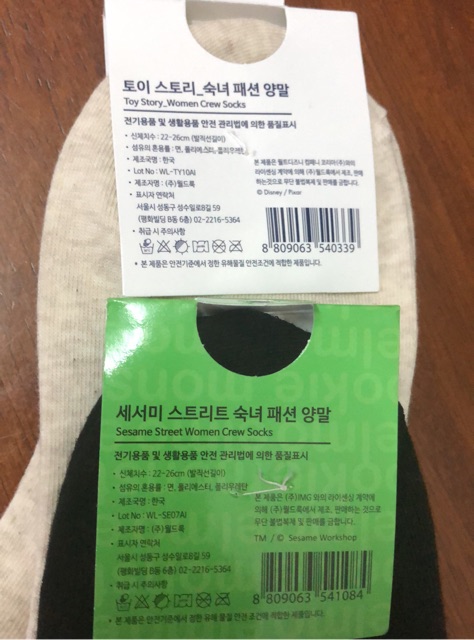 토이 스토리_숙녀 패션 양말
Toy Story_Women Crew Socks
전기용품 및 생활용품 안전 관리법에 의한 품질표시
• 신체치수 : 22-26cm (발직선길이)
• 섬유의 혼용률 : 면, 폴리에스터, 폴리우레탄
• 제조국명 : 한국
• Lot No : WL-TY10AI
• 제조자명 : (주)월드록
• 표시자 연락처
서울시 성동구 성수일로8길 59
(평화빌딩 B동 6층) 02-2216-5364
• 취급 시 주의사항
본 제품은 월트디즈니 컴퍼니 코리아(주)와의
라이센싱 계약에 의해 (주)월드록에서 제조, 판매
하는것으로 무단 불법복제 및 판매를 금합니다.
© Disney / Pixar
8 809063 540339
• 본 제품은 안전기준에서 정한 유해물질 안전조건에 적합한 제품입니다.
세서미 스트리트 숙녀 패션 양말
Sesame Street Women Crew Socks
전기용품 및 생활용품 안전 관리법에 의한 품질표시
• 신체치수 : 22-26cm (발직선길이)
• 섬유의 혼용률 : 면, 폴리에스터, 폴리우레탄
• 제조국명 : 한국
• Lot No : WL-SE07AI
• 제조자명 : (주)월드록
• 표시자 연락처
서울시 성동구 성수일로8길 59
(평화빌딩 B동 6층) 02-2216-5364
• 취급 시 주의사항
본 제품은 (주)IMG 와의 라이센싱 계약에
의해 (주)월드록에서 제조, 판매하는 것으로
무단 불법복제 및 판매를 금합니다.
TM / © Sesame Workshop
8 809063 541084
• 본 제품은 안전기준에서 정한 유해물질 안전조건에 적합한 제품입니다.